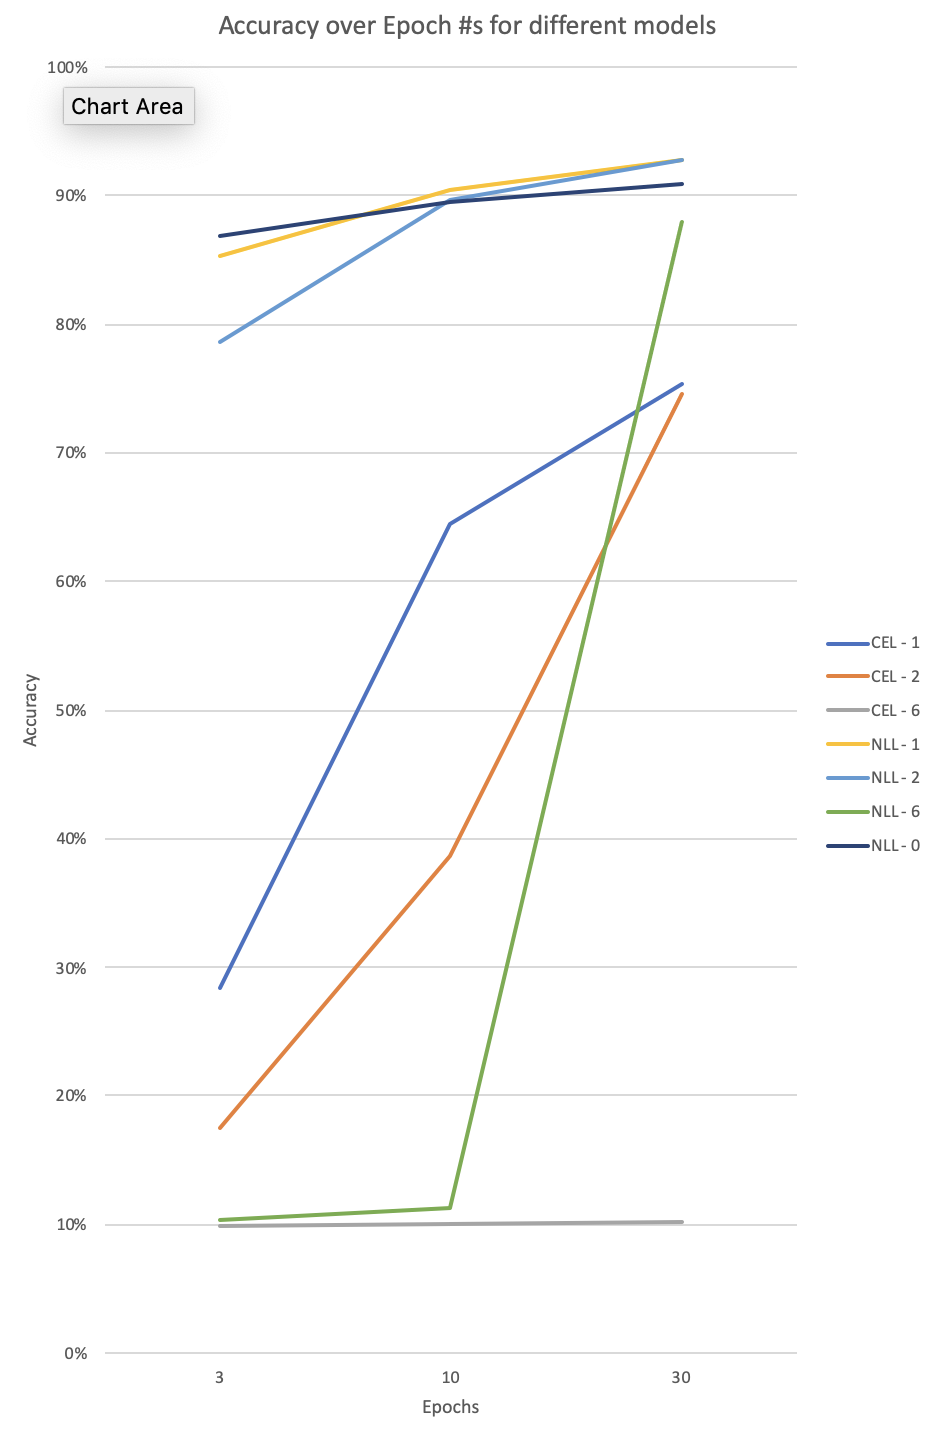 Accuracy over Epoch #s for different models
100%
Chart Area
90%
80%
70%
60%
50%
40%
30%
20%
10%
0%
Accuracy
3 10 30
Epochs
CEL - 1
CEL - 2
CEL - 6
NLL - 1
NLL - 2
NLL - 6
NLL - 0